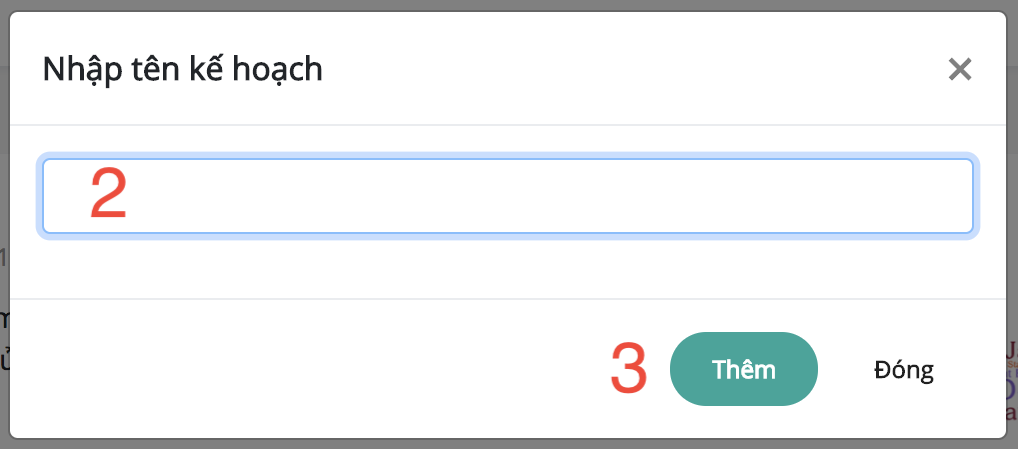 Nhập tên kế hoạch
2
3 Thêm Đóng